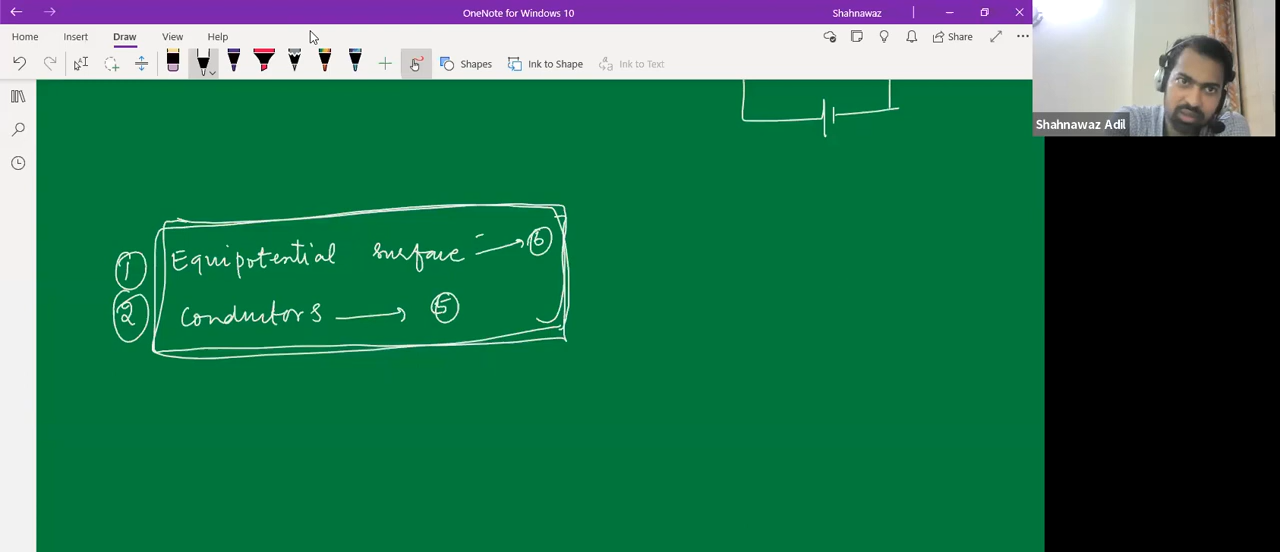 OneNote for Windows 10
Shahnawaz
Home Insert Draw View Help
Shapes Ink to Shape Ink to Text Share
Shahnawaz Adil
1 Equipotential surface = → 6
2 Conductors → 5